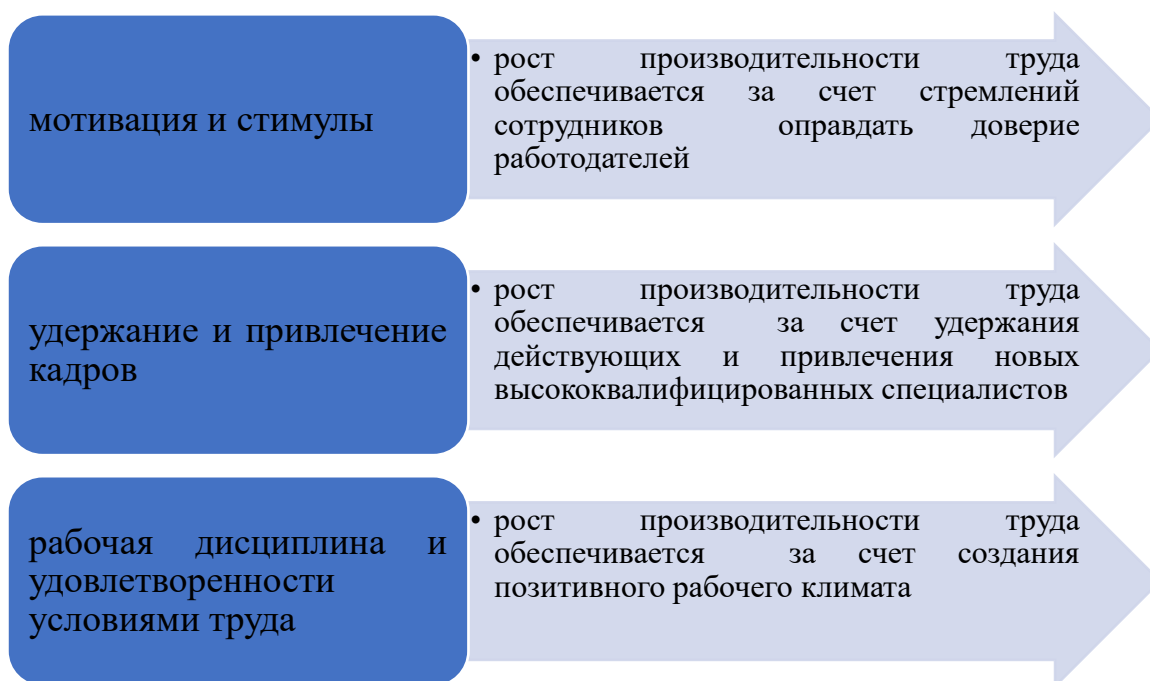 мотивация и стимулы
• рост производительности труда
обеспечивается за счет стремлений
сотрудников оправдать доверие
работодателей
удержание и привлечение
кадров
• рост производительности труда
обеспечивается за счет удержания
действующих и привлечения новых
высококвалифицированных специалистов
рабочая дисциплина и
удовлетворенности
условиями труда
• рост производительности труда
обеспечивается за счет создания
позитивного рабочего климата